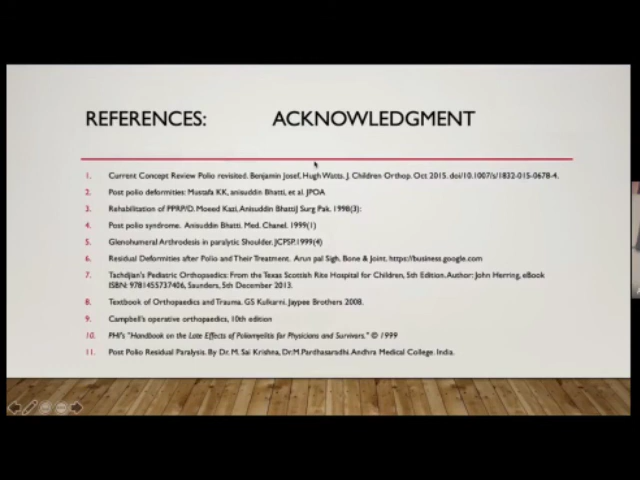 REFERENCES: ACKNOWLEDGMENT
1. Current Concept Review Polio revisited. Benjamin Josef, Hugh Watts. J. Children Orthop. Oct 2015. doi/10.1007/s/1832-015-0678-4.
2. Post polio deformities: Mustafa KK, anisuddin Bhatti, et al. JPOA
3. Rehabilitation of PPRP/D. Moeed Kazi, Anisuddin BhattiJ Surg Pak. 1998(3):
4. Post polio syndrome. Anisuddin Bhatti. Med. Chanel. 1999(1)
5. Glenohumeral Arthrodesis in paralytic Shoulder. JCPSP.1999(4)
6. Residual Deformities after Polio and Their Treatment. Arun pal Sigh. Bone & Joint, https://business.google.com
7. Tachdjian's Pediatric Orthopaedics: From the Texas Scottish Rite Hospital for Children, 5th Edition. Author: John Herring, eBook
ISBN: 9781455737406, Saunders, 5th December 2013.
8. Textbook of Orthopaedics and Trauma. GS Kulkarni. Jaypee Brothers 2008.
9. Campbell's operative orthopaedics, 10th edition
10. PHI's "Handbook on the Late Effects of Poliomyelitis for Physicians and Survivors." © 1999
11. Post Polio Residual Paralysis. By Dr. M. Sai Krishna, Dr.M.Pardhasaradhi. Andhra Medical College. India.